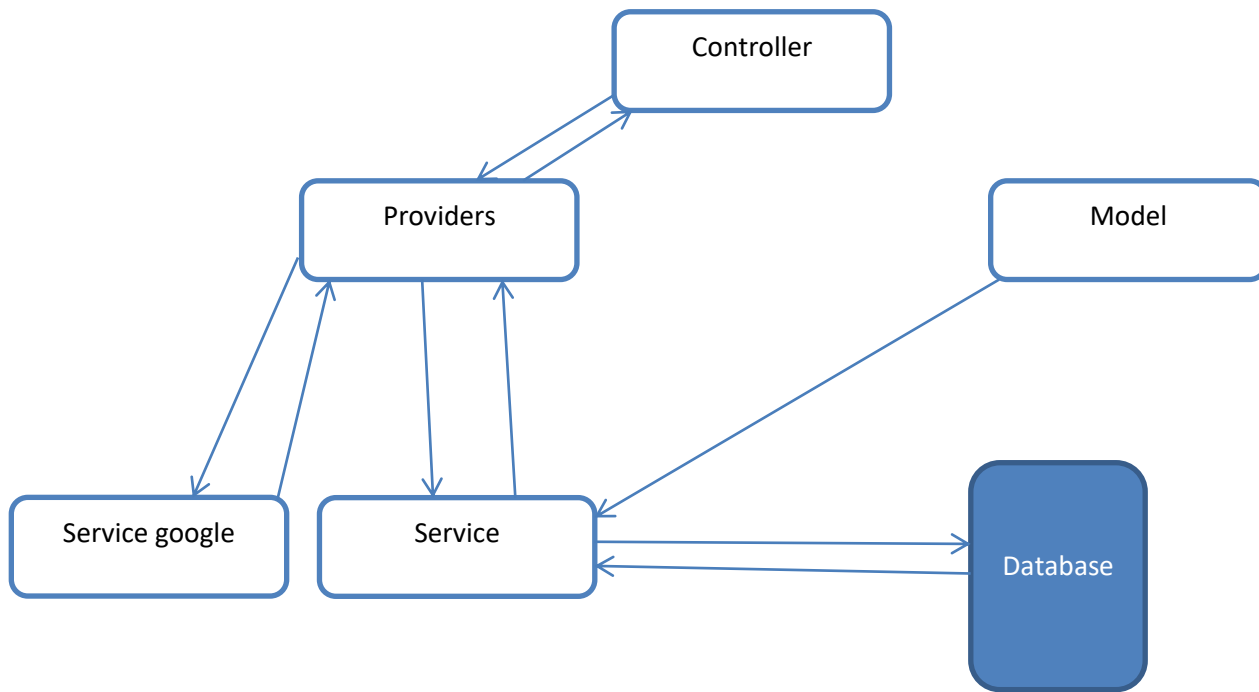 Controller
Providers
Model
Service google
Service
Database